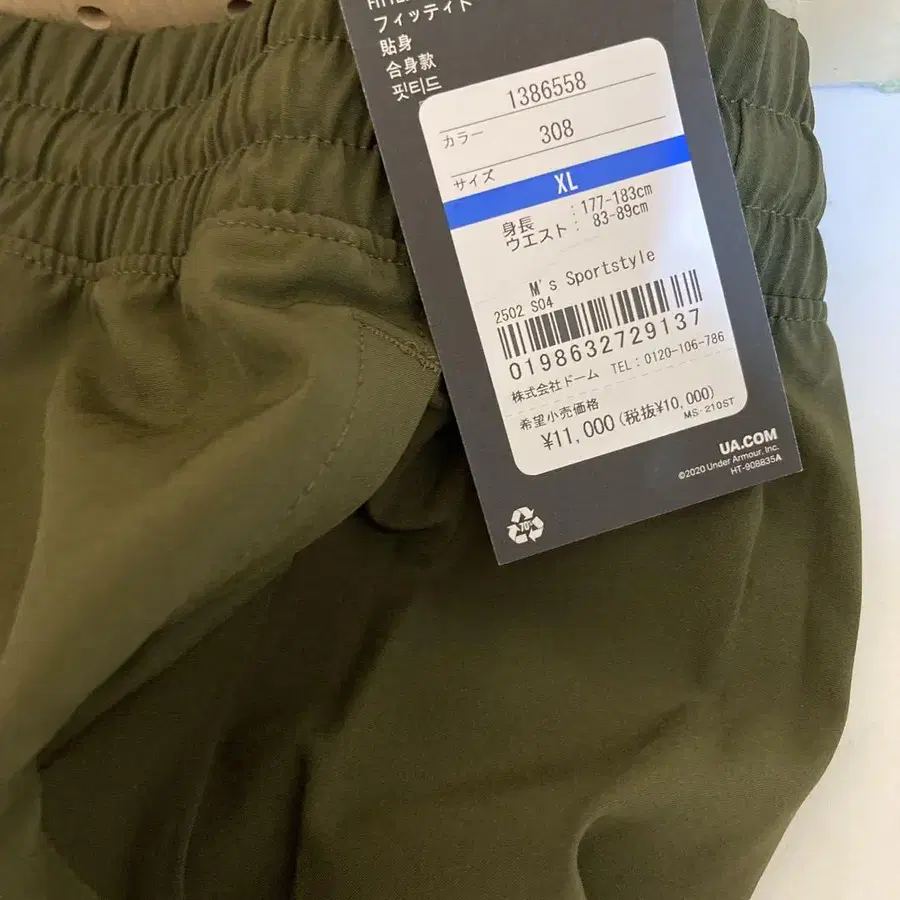 フィッティド
貼身
合身款
핏티드
1386558
カラー 308
サイズ
XL
身長 : 177-183cm
ウエスト : 83-89cm
M's Sportstyle
2502 S04
0198632729137
株式会社ドーム TEL:0120-106-786
希望小売価格
¥11,000(税抜¥10,000)
MS-210ST
UA.COM
©2020 Under Armour, Inc.
HT-90BB35A
70%